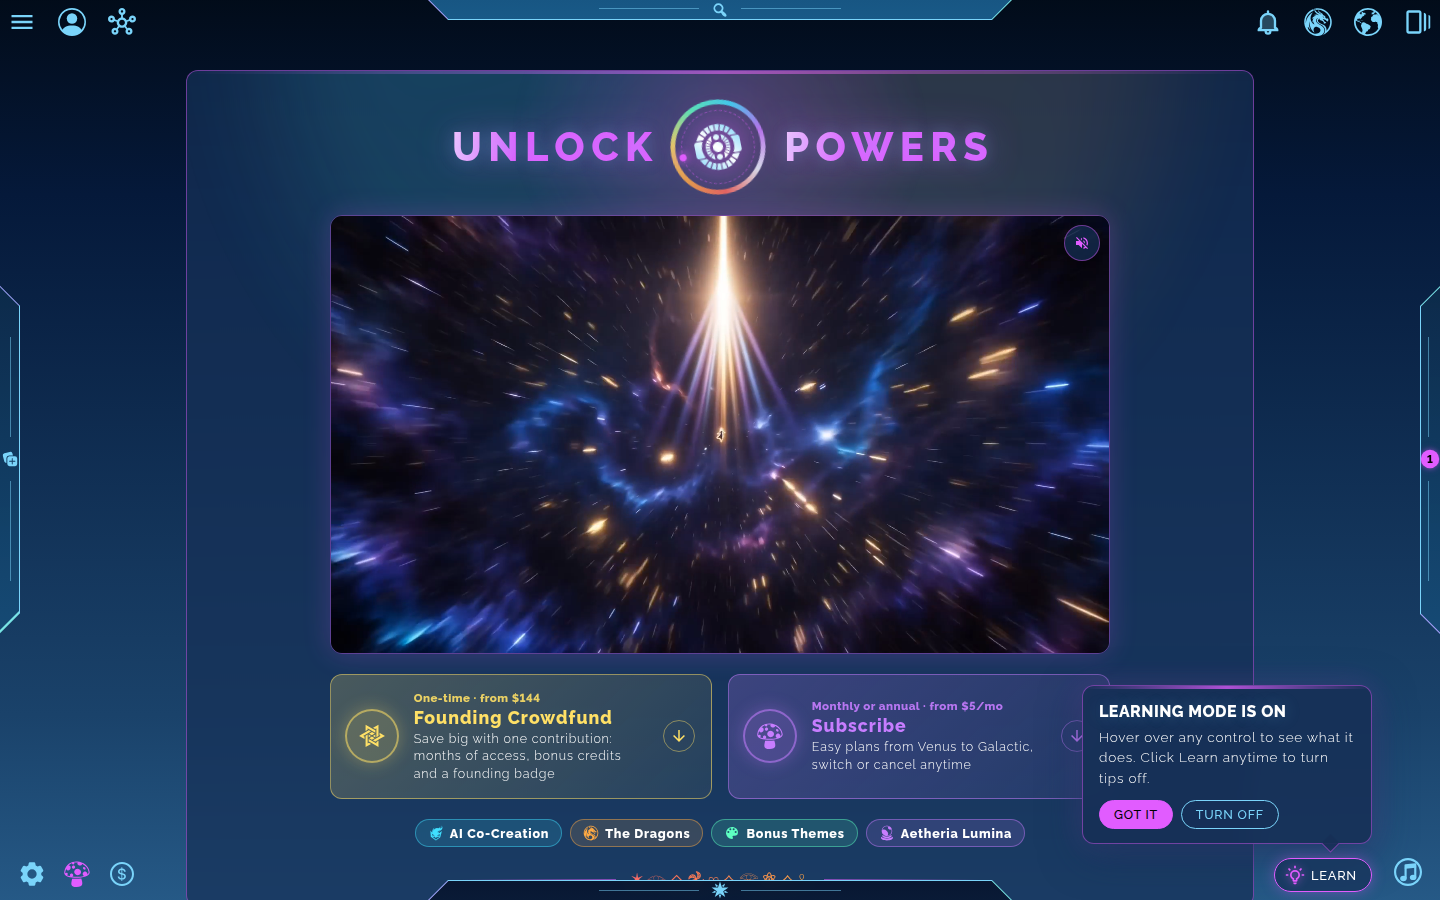 UNLOCK POWERS
One-time · from $144
Founding Crowdfund
Save big with one contribution:
months of access, bonus credits
and a founding badge
Monthly or annual · from $5/mo
Subscribe
Easy plans from Venus to Galactic,
switch or cancel anytime
1
LEARNING MODE IS ON
Hover over any control to see what it
does. Click Learn anytime to turn
tips off.
GOT IT
TURN OFF
AI Co-Creation
The Dragons
Bonus Themes
Aetheria Lumina
$
LEARN